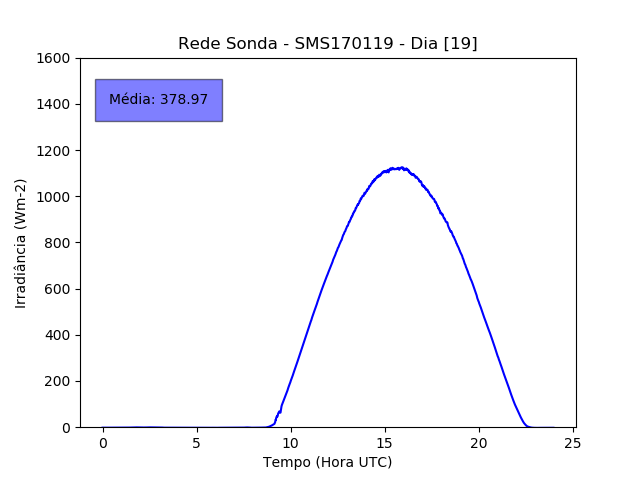 Rede Sonda - SMS170119 - Dia [19]
1600
1400
1200
1000
800
600
400
200
0
Irradiância (Wm-2)
Média: 378.97
0 5 10 15 20 25
Tempo (Hora UTC)